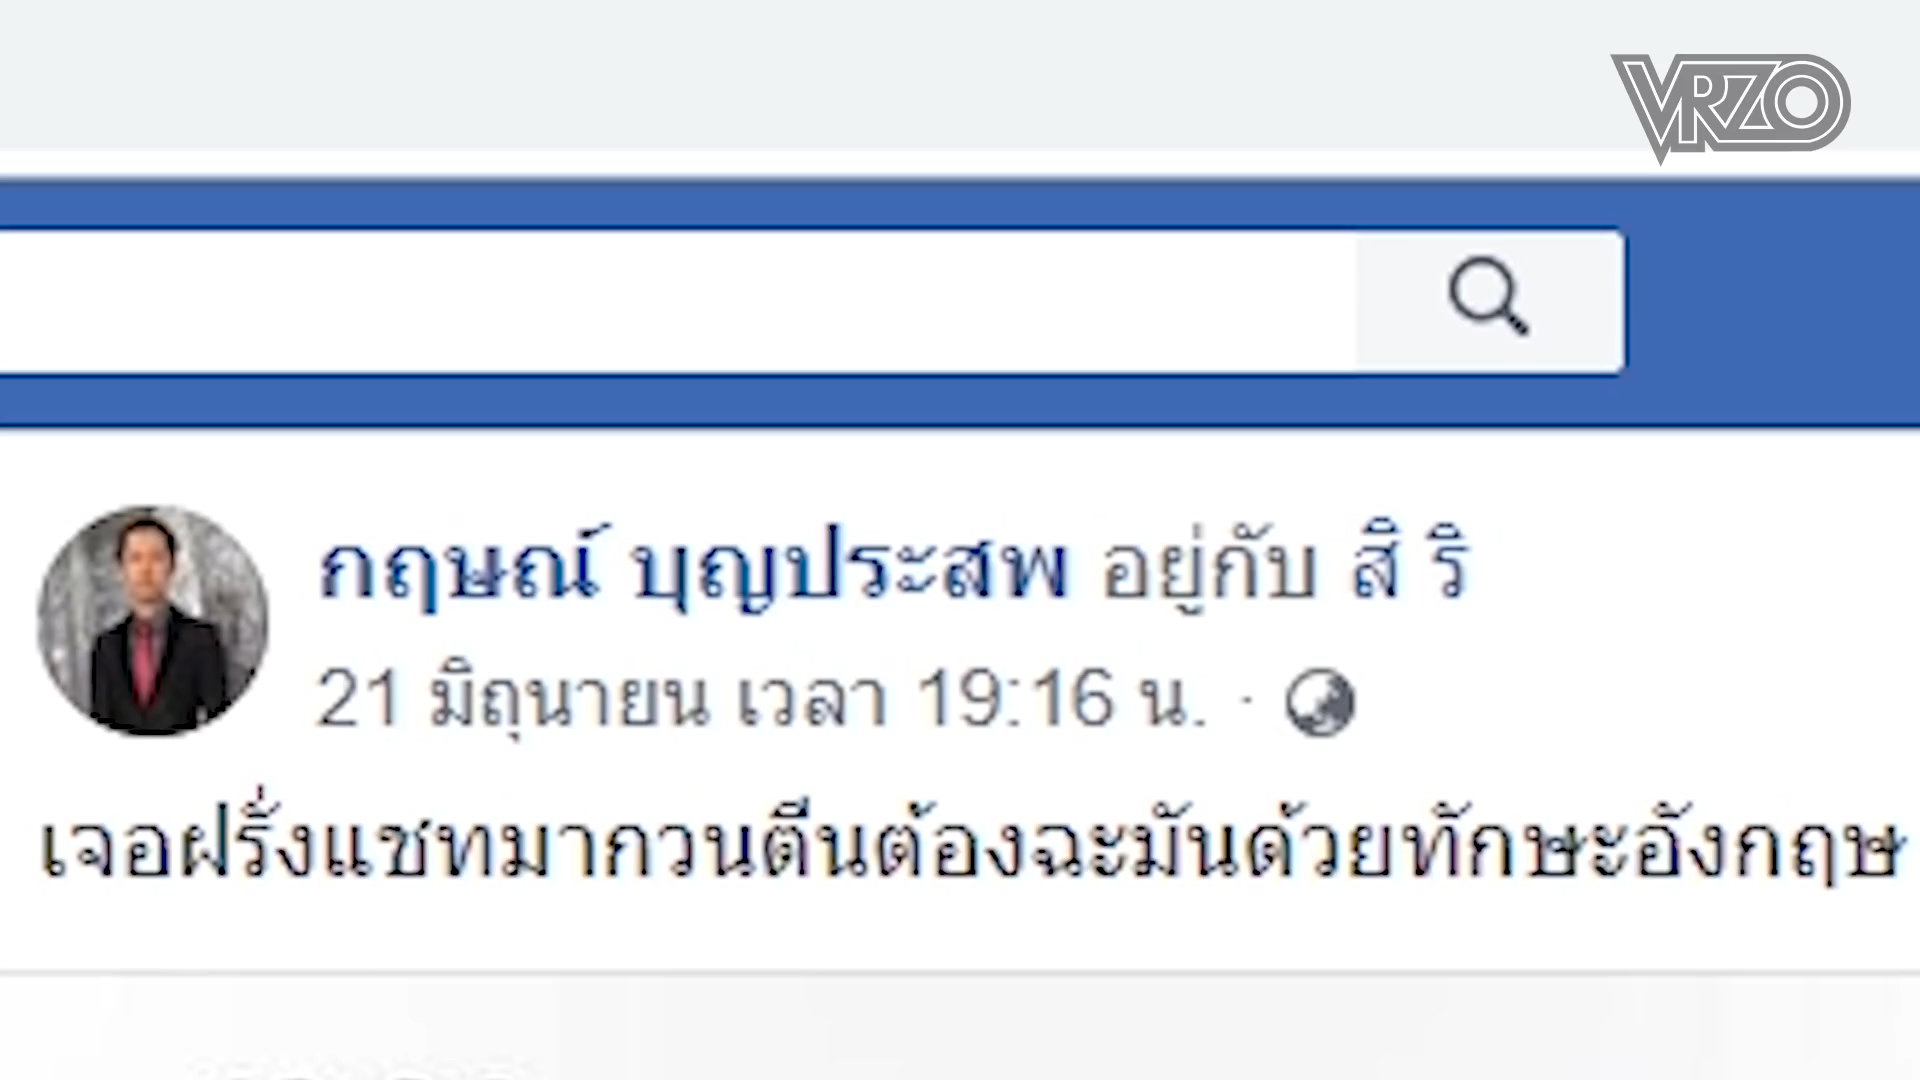 VRZO
กฤษณ์ บุญประสพ อยู่กับ สิ ริ
21 มิถุนายน เวลา 19:16 น. ·
เจอฝรั่งแชทมากวนตีนต้องฉะมันด้วยทักษะอังกฤษ